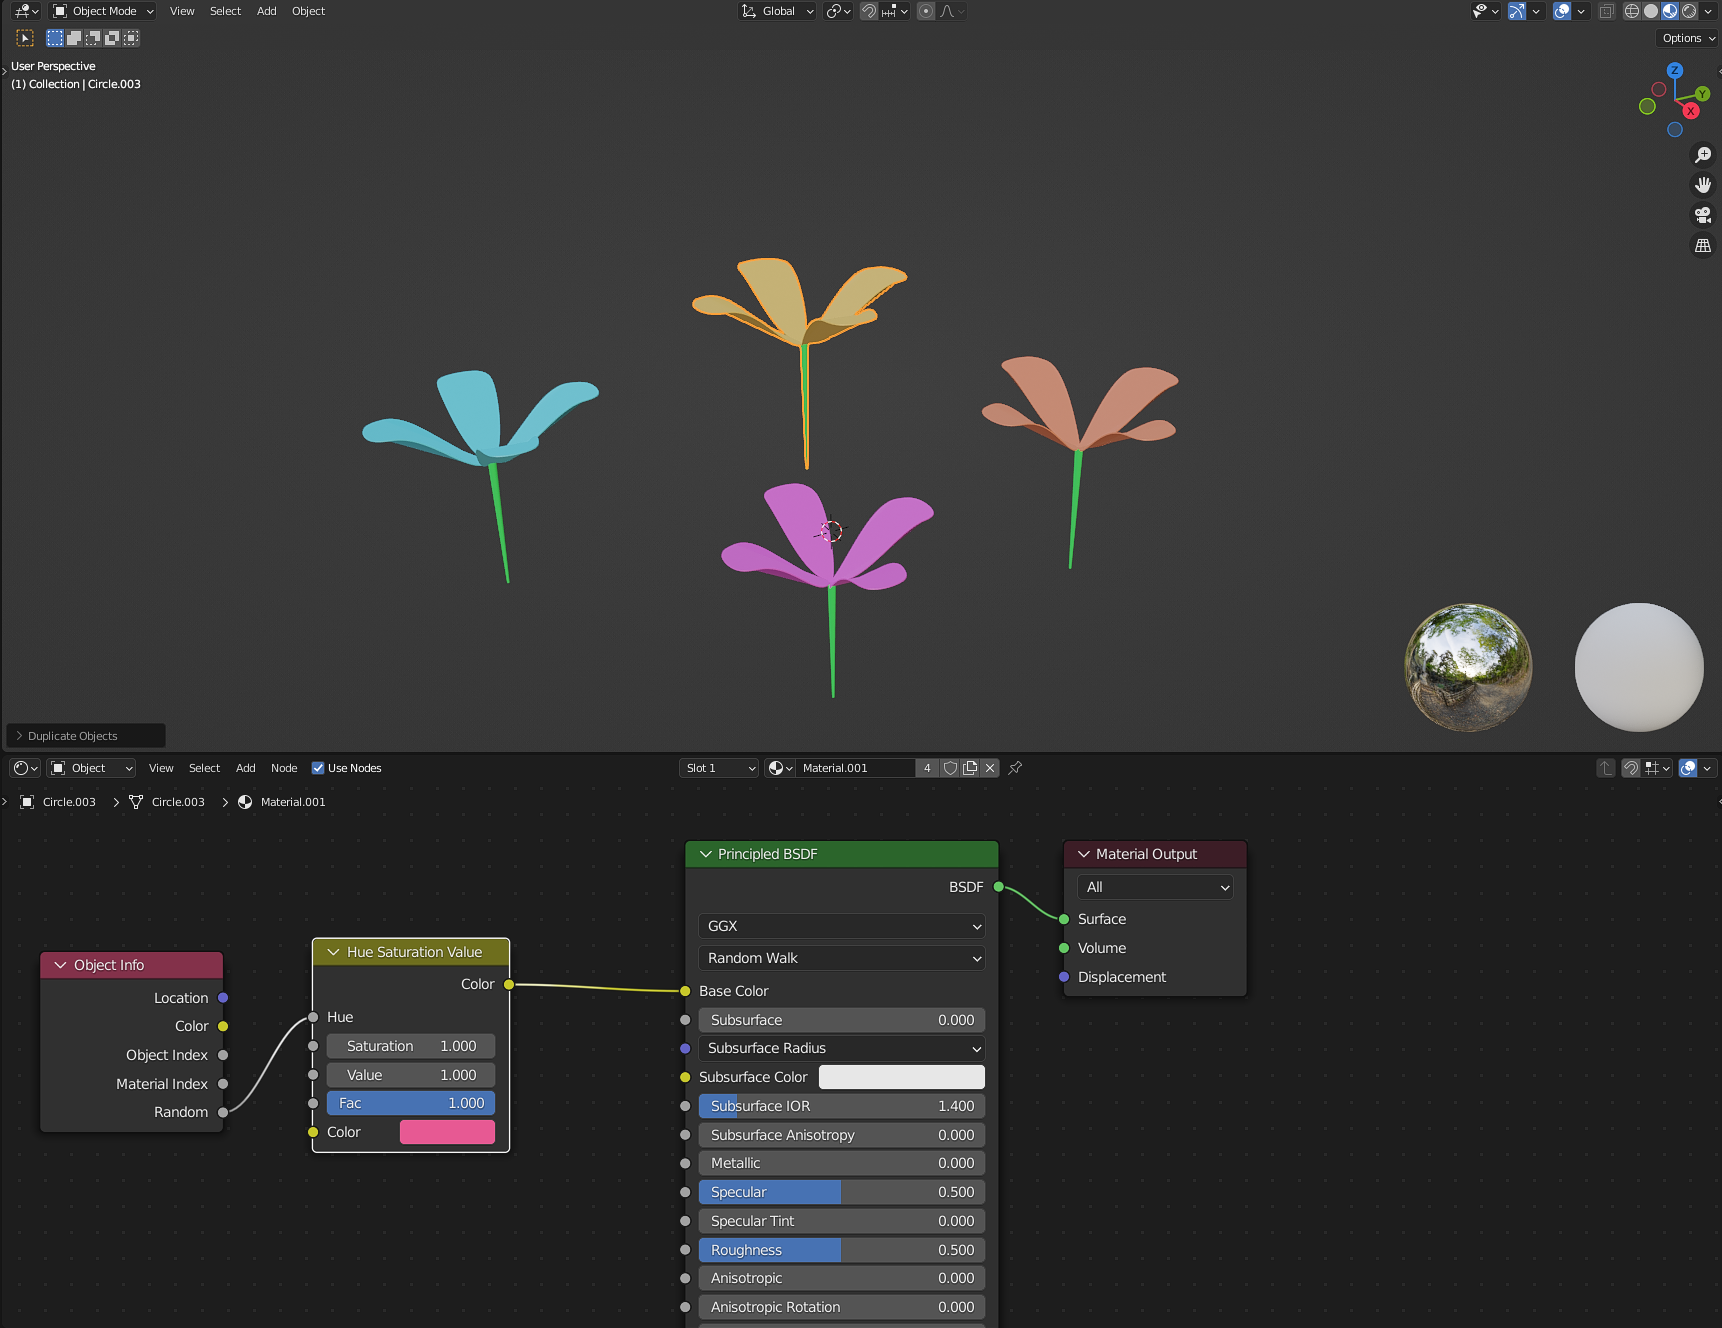 Object Mode View Select Add Object Global
Options
User Perspective
(1) Collection | Circle.003
Z
Y
X
Duplicate Objects
Object View Select Add Node Use Nodes Slot 1 Material.001 4
Circle.003 Circle.003 Material.001
Principled BSDF
BSDF
GGX
Random Walk
Base Color
Subsurface 0.000
Subsurface Radius
Subsurface Color
Subsurface IOR 1.400
Subsurface Anisotropy 0.000
Metallic 0.000
Specular 0.500
Specular Tint 0.000
Roughness 0.500
Anisotropic 0.000
Anisotropic Rotation 0.000
Material Output
All
Surface
Volume
Displacement
Hue Saturation Value
Color
Hue
Saturation 1.000
Value 1.000
Fac 1.000
Color
Object Info
Location
Color
Object Index
Material Index
Random